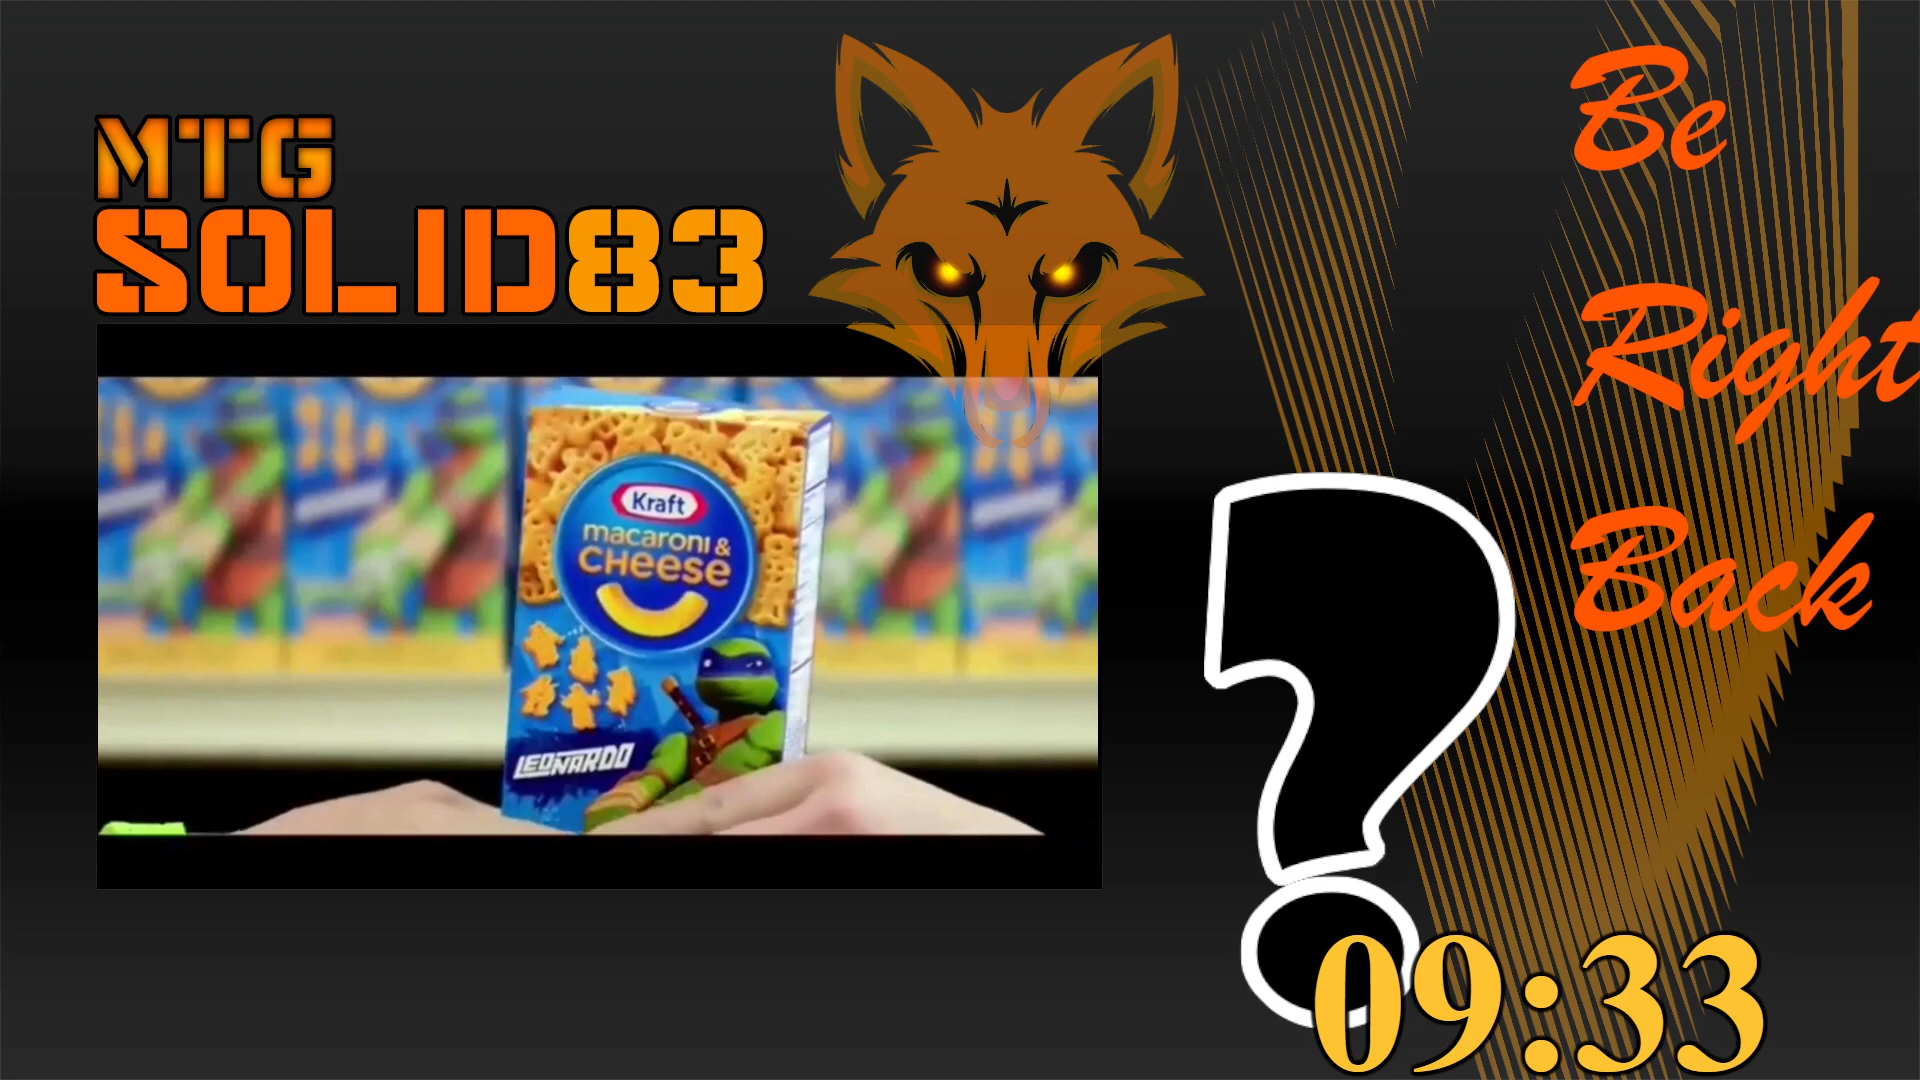 MTG
SOLID83
Be
Right
Back
Kraft
macaroni &
CHeese
LEONARDO
?
09:33